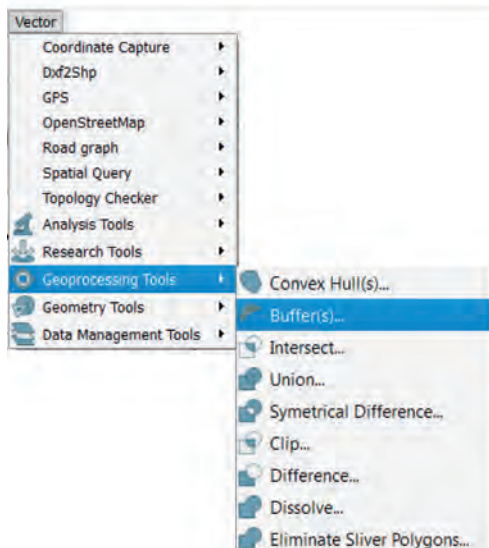 Vector
Coordinate Capture
Dxf2Shp
GPS
OpenStreetMap
Road graph
Spatial Query
Topology Checker
Analysis Tools
Research Tools
Geoprocessing Tools
Geometry Tools
Data Management Tools
Convex Hull(s)...
Buffer(s)...
Intersect...
Union...
Symetrical Difference...
Clip...
Difference...
Dissolve...
Eliminate Sliver Polygons...